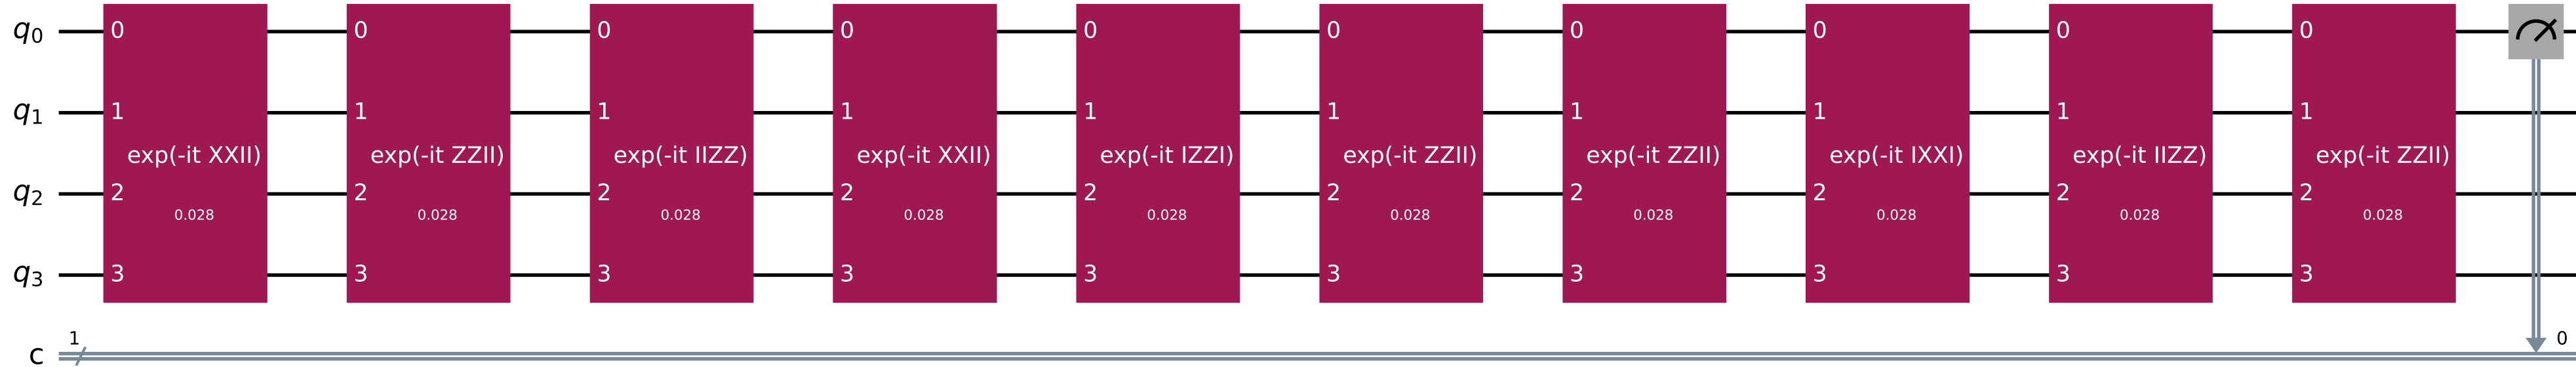 q0 0 0 0 0 0 0 0 0 0 0
q1 1 1 1 1 1 1 1 1 1 1
exp(-it XXII) exp(-it ZZII) exp(-it IIZZ) exp(-it XXII) exp(-it IZZI) exp(-it ZZII) exp(-it ZZII) exp(-it IXXI) exp(-it IIZZ) exp(-it ZZII)
q2 2 2 2 2 2 2 2 2 2 2
0.028 0.028 0.028 0.028 0.028 0.028 0.028 0.028 0.028 0.028
q3 3 3 3 3 3 3 3 3 3 3
1 0
c